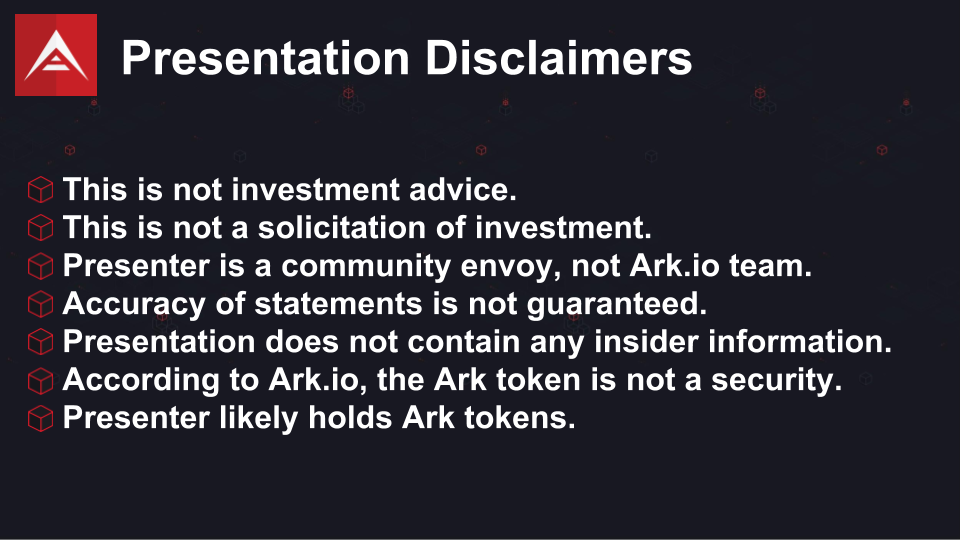 Presentation Disclaimers
This is not investment advice.
This is not a solicitation of investment.
Presenter is a community envoy, not Ark.io team.
Accuracy of statements is not guaranteed.
Presentation does not contain any insider information.
According to Ark.io, the Ark token is not a security.
Presenter likely holds Ark tokens.